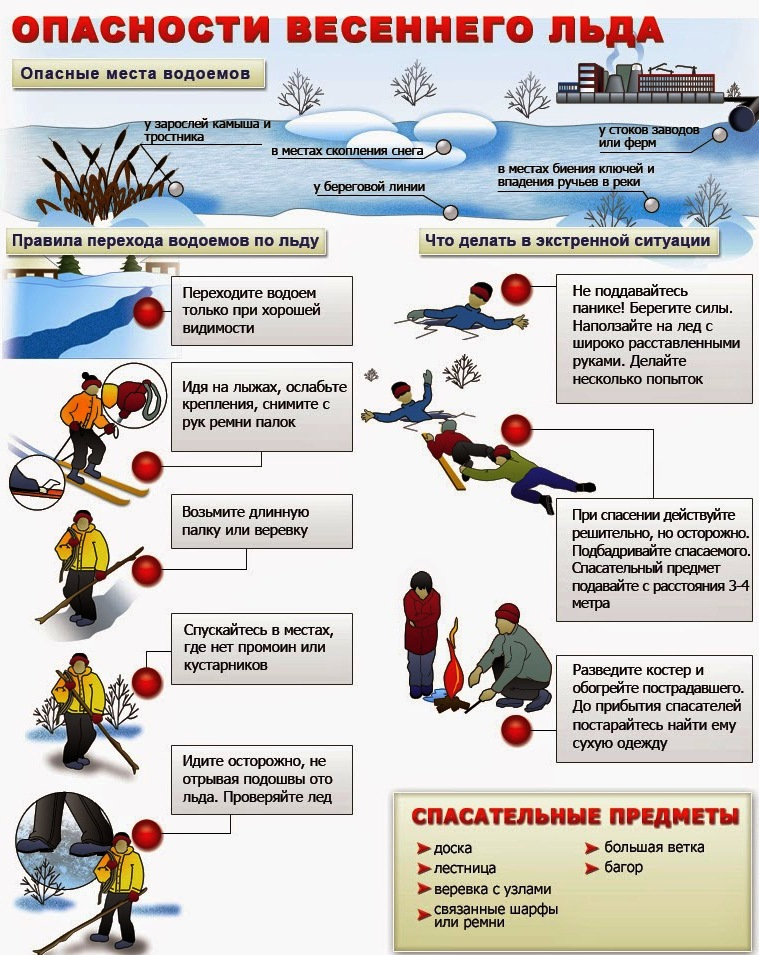 ОПАСНОСТИ ВЕСЕННЕГО ЛЬДА
Опасные места водоемов
у зарослей камыша и
тростника
в местах скопления снега
у береговой линии
у стоков заводов
или ферм
в местах биения ключей и
впадения ручьев в реки
Правила перехода водоемов по льду
Переходите водоем
только при хорошей
видимости
Идя на лыжах, ослабьте
крепления, снимите с
рук ремни палок
Возьмите длинную
палку или веревку
Спускайтесь в местах,
где нет промоин или
кустарников
Идите осторожно, не
отрывая подошвы ото
льда. Проверяйте лед
Что делать в экстренной ситуации
Не поддавайтесь
панике! Берегите силы.
Наползайте на лед с
широко расставленными
руками. Делайте
несколько попыток
При спасении действуйте
решительно, но осторожно.
Подбадривайте спасаемого.
Спасательный предмет
подавайте с расстояния 3-4
метра
Разведите костер и
обогрейте пострадавшего.
До прибытия спасателей
постарайтесь найти ему
сухую одежду
СПАСАТЕЛЬНЫЕ ПРЕДМЕТЫ
доска
лестница
веревка с узлами
связанные шарфы
или ремни
большая ветка
багор